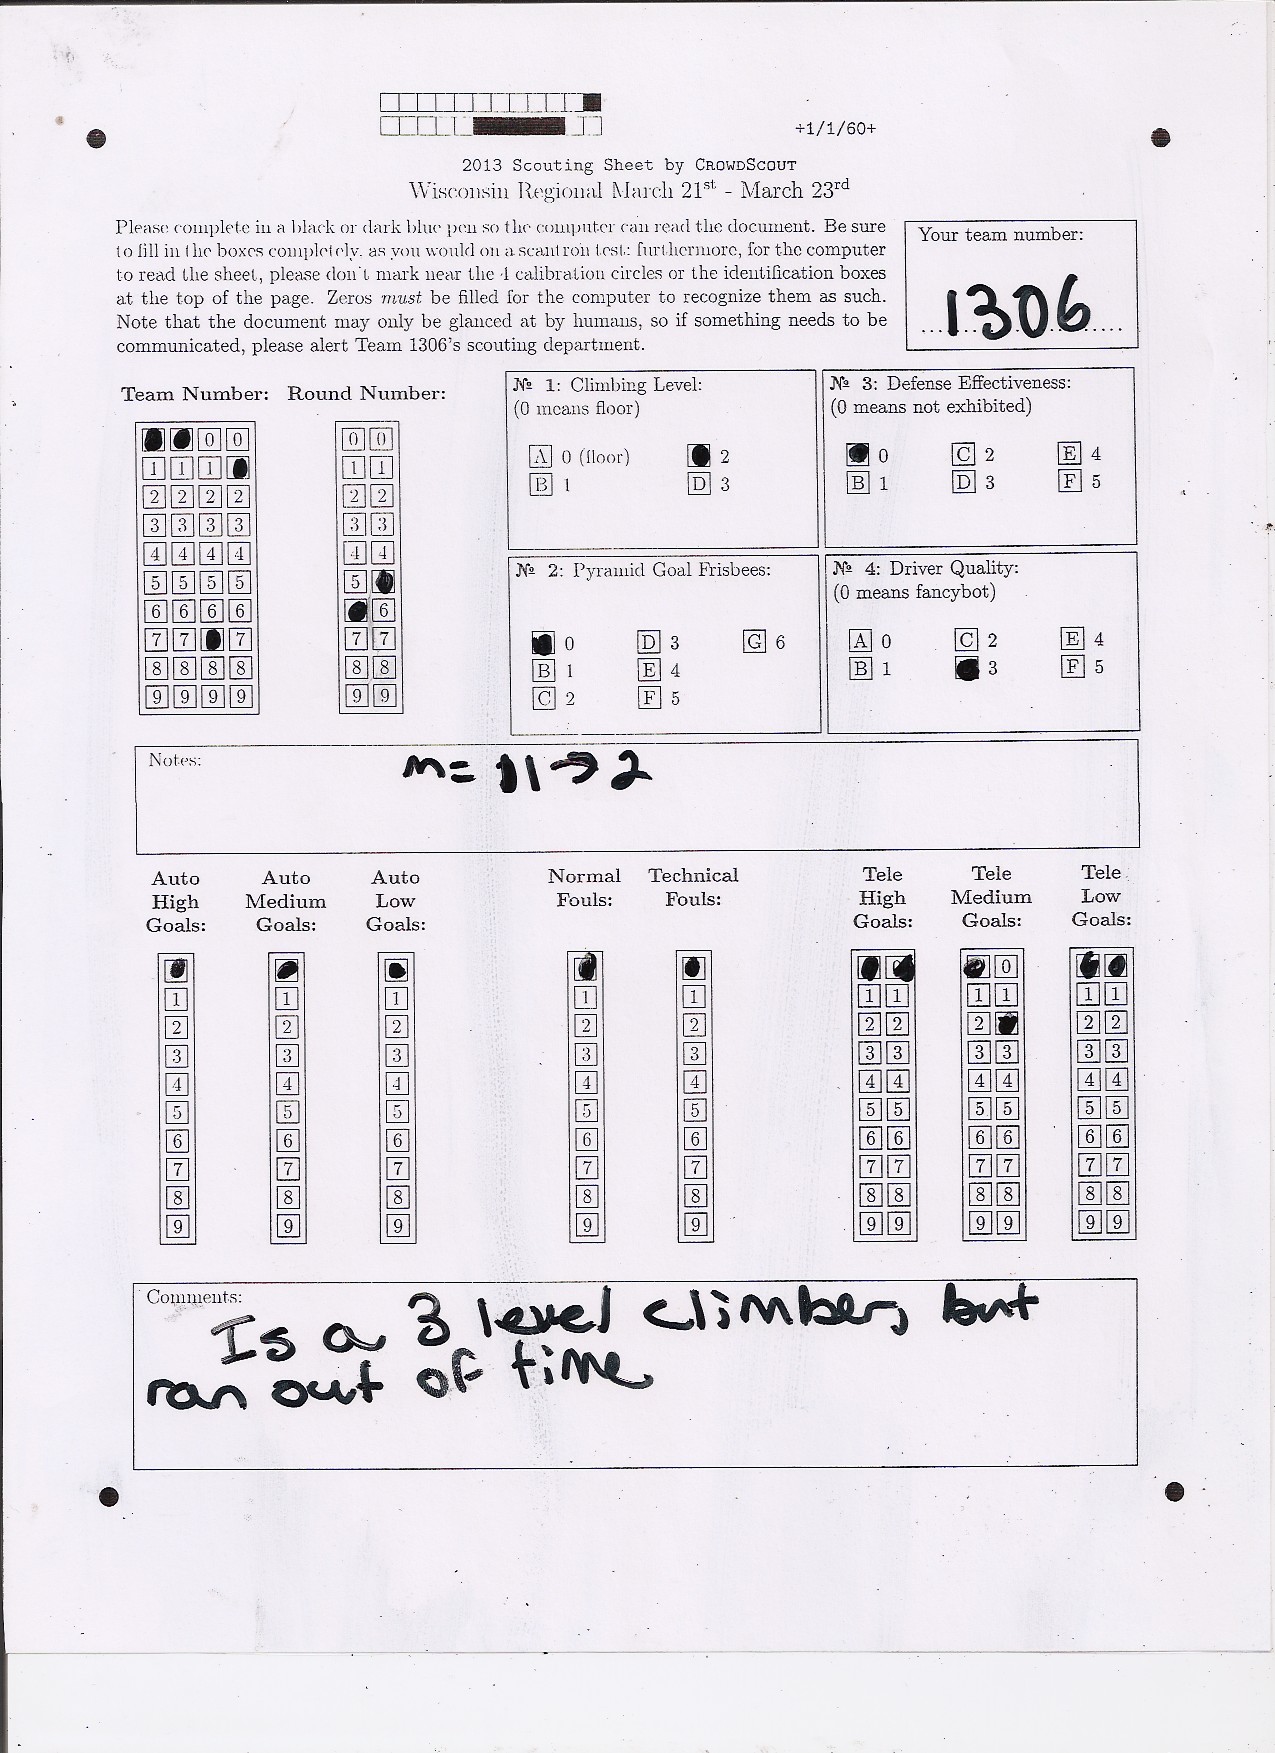 +1/1/60+
2013 Scouting Sheet by CROWDSCOUT
Wisconsin Regional March 21st - March 23rd
Please complete in a black or dark blue pen so the computer can read the document. Be sure
to fill in the boxes completely, as you would on a scantron test; furthermore, for the computer
to read the sheet, please don't mark near the 4 calibration circles or the identification boxes
at the top of the page. Zeros must be filled for the computer to recognize them as such.
Note that the document may only be glanced at by humans, so if something needs to be
communicated, please alert Team 1306's scouting department.
Your team number:
1306
Team Number: Round Number:
0 0 0 0
1 1 1 1 1
2 2 2 2 2 2
3 3 3 3 3 3
4 4 4 4 4 4
5 5 5 5 5
6 6 6 6 6
7 7 7 7 7
8 8 8 8 8 8
9 9 9 9 9 9
№ 1: Climbing Level:
(0 means floor)
A 0 (floor) 2
B 1 D 3
№ 3: Defense Effectiveness:
(0 means not exhibited)
0 C 2 E 4
B 1 D 3 F 5
№ 2: Pyramid Goal Frisbees:
0 D 3 G 6
B 1 E 4
C 2 F 5
№ 4: Driver Quality:
(0 means fancybot)
A 0 C 2 E 4
B 1 3 F 5
Notes:
m= 11→2
Auto High Goals: Auto Medium Goals: Auto Low Goals: Normal Fouls: Technical Fouls: Tele High Goals: Tele Medium Goals: Tele Low Goals:
0
1 1 1 1 1 1 1 1 1 1 1
2 2 2 2 2 2 2 2 2 2
3 3 3 3 3 3 3 3 3 3 3
4 4 4 4 4 4 4 4 4 4 4
5 5 5 5 5 5 5 5 5 5 5
6 6 6 6 6 6 6 6 6 6 6
7 7 7 7 7 7 7 7 7 7 7
8 8 8 8 8 8 8 8 8 8 8
9 9 9 9 9 9 9 9 9 9 9
Comments:
Is a 3 level climber, but
ran out of time